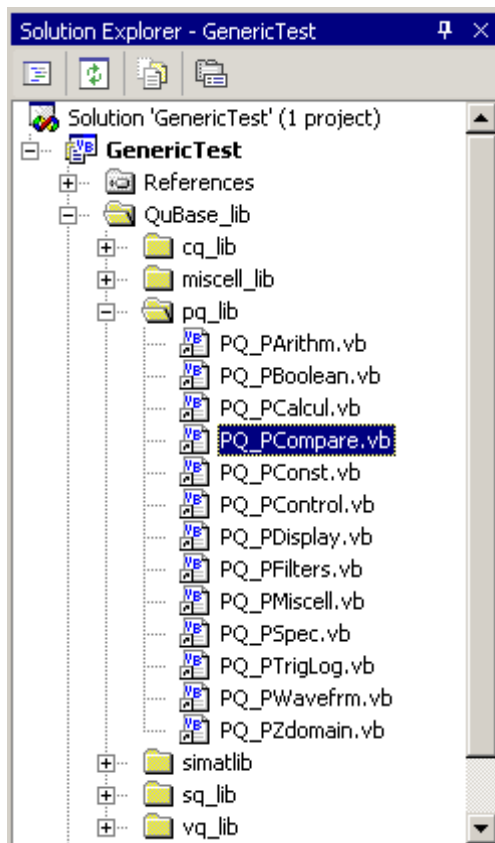 Solution Explorer - GenericTest
Solution 'GenericTest' (1 project)
GenericTest
References
QuBase_lib
cq_lib
miscell_lib
pq_lib
PQ_PArithm.vb
PQ_PBoolean.vb
PQ_PCalcul.vb
PQ_PCompare.vb
PQ_PConst.vb
PQ_PControl.vb
PQ_PDisplay.vb
PQ_PFilters.vb
PQ_PMiscell.vb
PQ_PSpec.vb
PQ_PTrigLog.vb
PQ_PWavefrm.vb
PQ_PZdomain.vb
simatlib
sq_lib
vq_lib